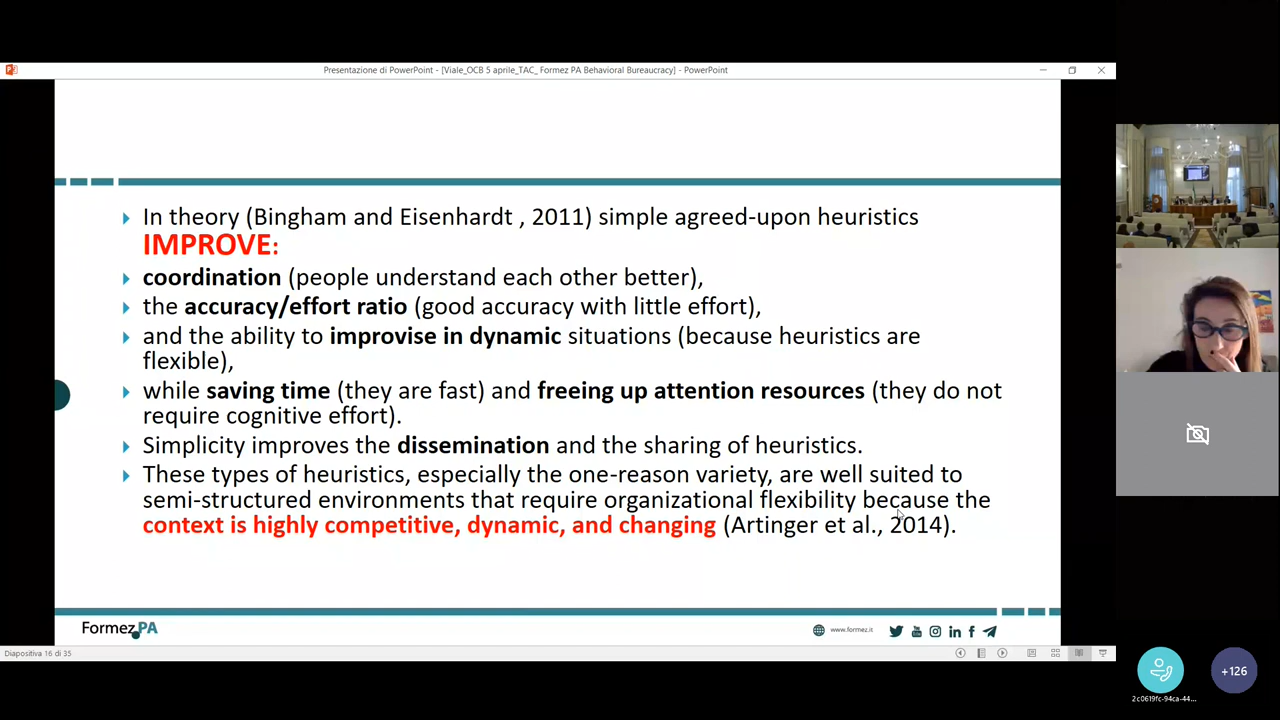 Presentazione di PowerPoint - [Viale_OCB 5 aprile_TAC_ Formez PA Behavioral Bureaucracy] - PowerPoint
In theory (Bingham and Eisenhardt , 2011) simple agreed-upon heuristics
IMPROVE:
coordination (people understand each other better),
the accuracy/effort ratio (good accuracy with little effort),
and the ability to improvise in dynamic situations (because heuristics are
flexible),
while saving time (they are fast) and freeing up attention resources (they do not
require cognitive effort).
Simplicity improves the dissemination and the sharing of heuristics.
These types of heuristics, especially the one-reason variety, are well suited to
semi-structured environments that require organizational flexibility because the
context is highly competitive, dynamic, and changing (Artinger et al., 2014).
Formez PA
www.formez.it
Diapositiva 16 di 35
+126
2c0619fc-94ca-44...